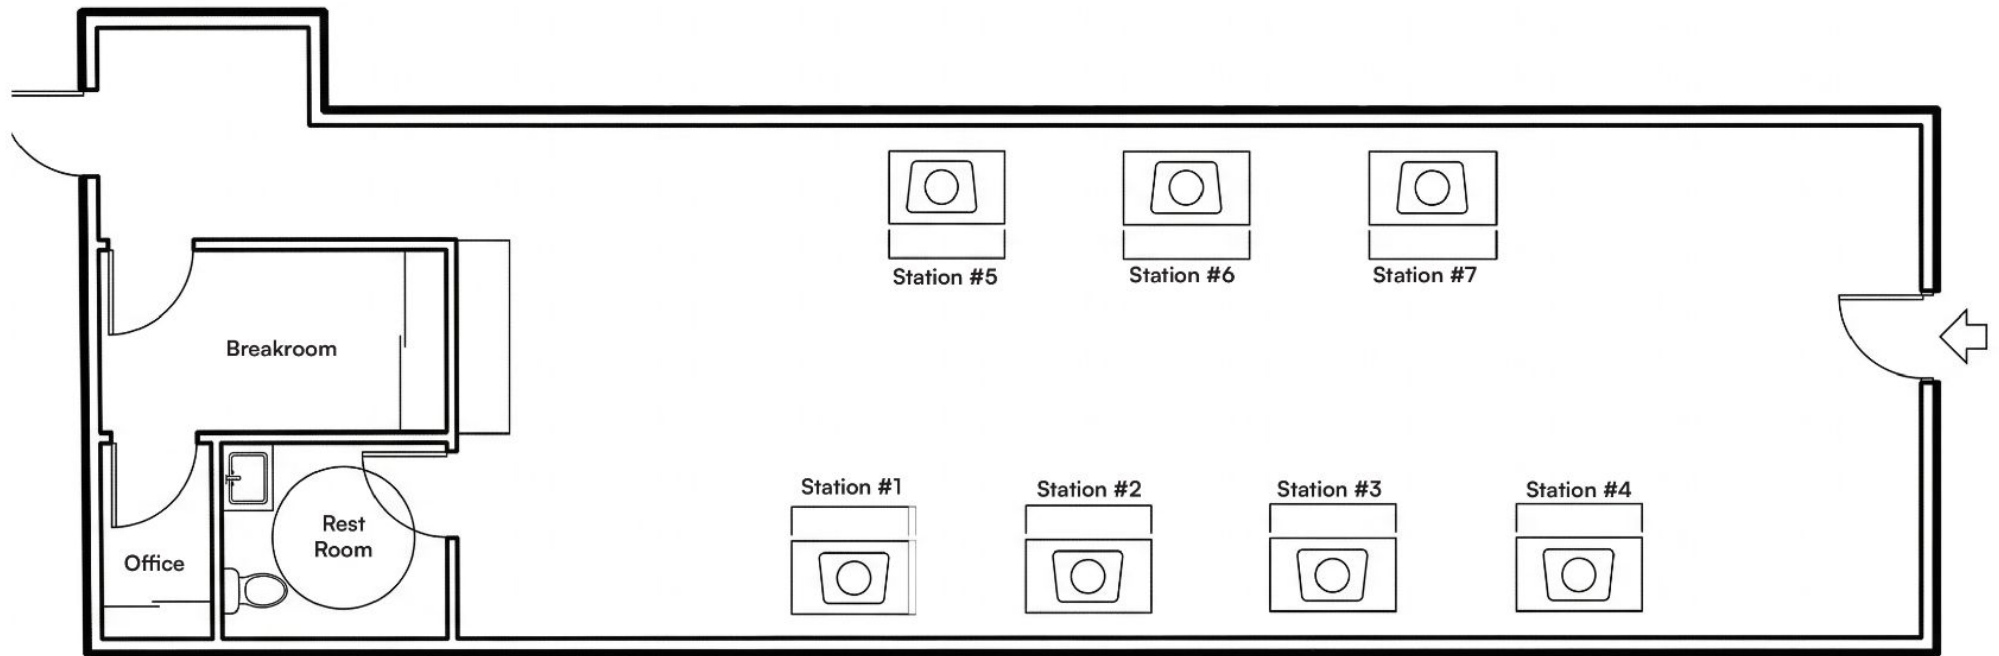 Station #5
Station #6
Station #7
Breakroom
Station #1
Station #2
Station #3
Station #4
Rest
Room
Office